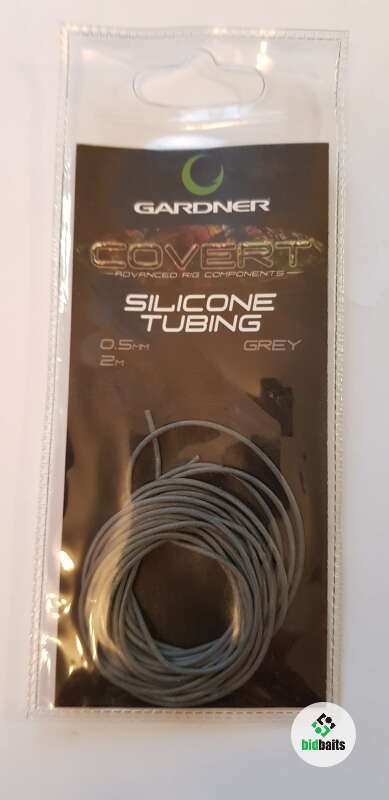 GARDNER
COVERT
ADVANCED RIG COMPONENTS
SILICONE
TUBING
0.5MM GREY
2M
bidbaits